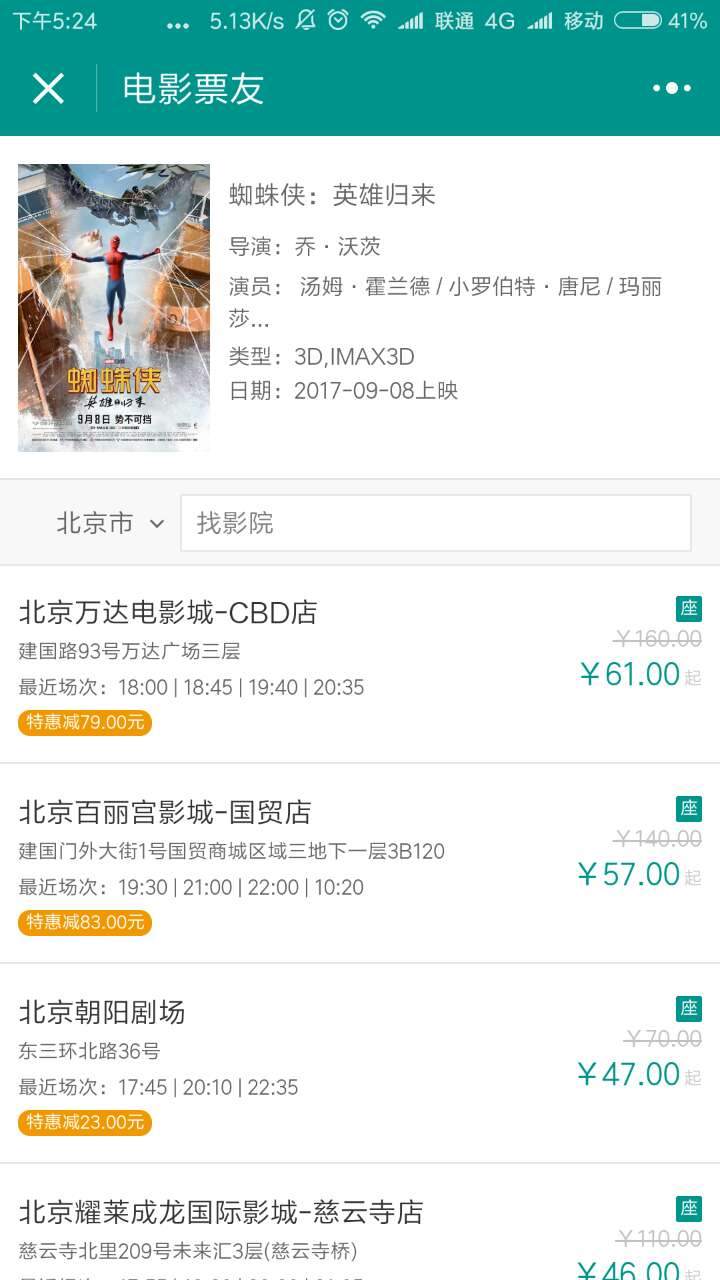 下午5:24 ... 5.13K/s 联通 4G 移动 41%
电影票友
蜘蛛侠：英雄归来
导演：乔·沃茨
演员： 汤姆·霍兰德 / 小罗伯特·唐尼 / 玛丽
莎...
类型：3D,IMAX3D
日期：2017-09-08上映
蜘蛛侠
英雄归来
9月8日 势不可挡
北京市
找影院
北京万达电影城-CBD店
座
建国路93号万达广场三层
￥160.00
最近场次：18:00 | 18:45 | 19:40 | 20:35
￥61.00 起
特惠减79.00元
北京百丽宫影城-国贸店
座
建国门外大街1号国贸商城区域三地下一层3B120
￥140.00
最近场次：19:30 | 21:00 | 22:00 | 10:20
￥57.00 起
特惠减83.00元
北京朝阳剧场
座
东三环北路36号
￥70.00
最近场次：17:45 | 20:10 | 22:35
￥47.00 起
特惠减23.00元
北京耀莱成龙国际影城-慈云寺店
座
慈云寺北里209号未来汇3层(慈云寺桥)
￥110.00
￥46.00 起